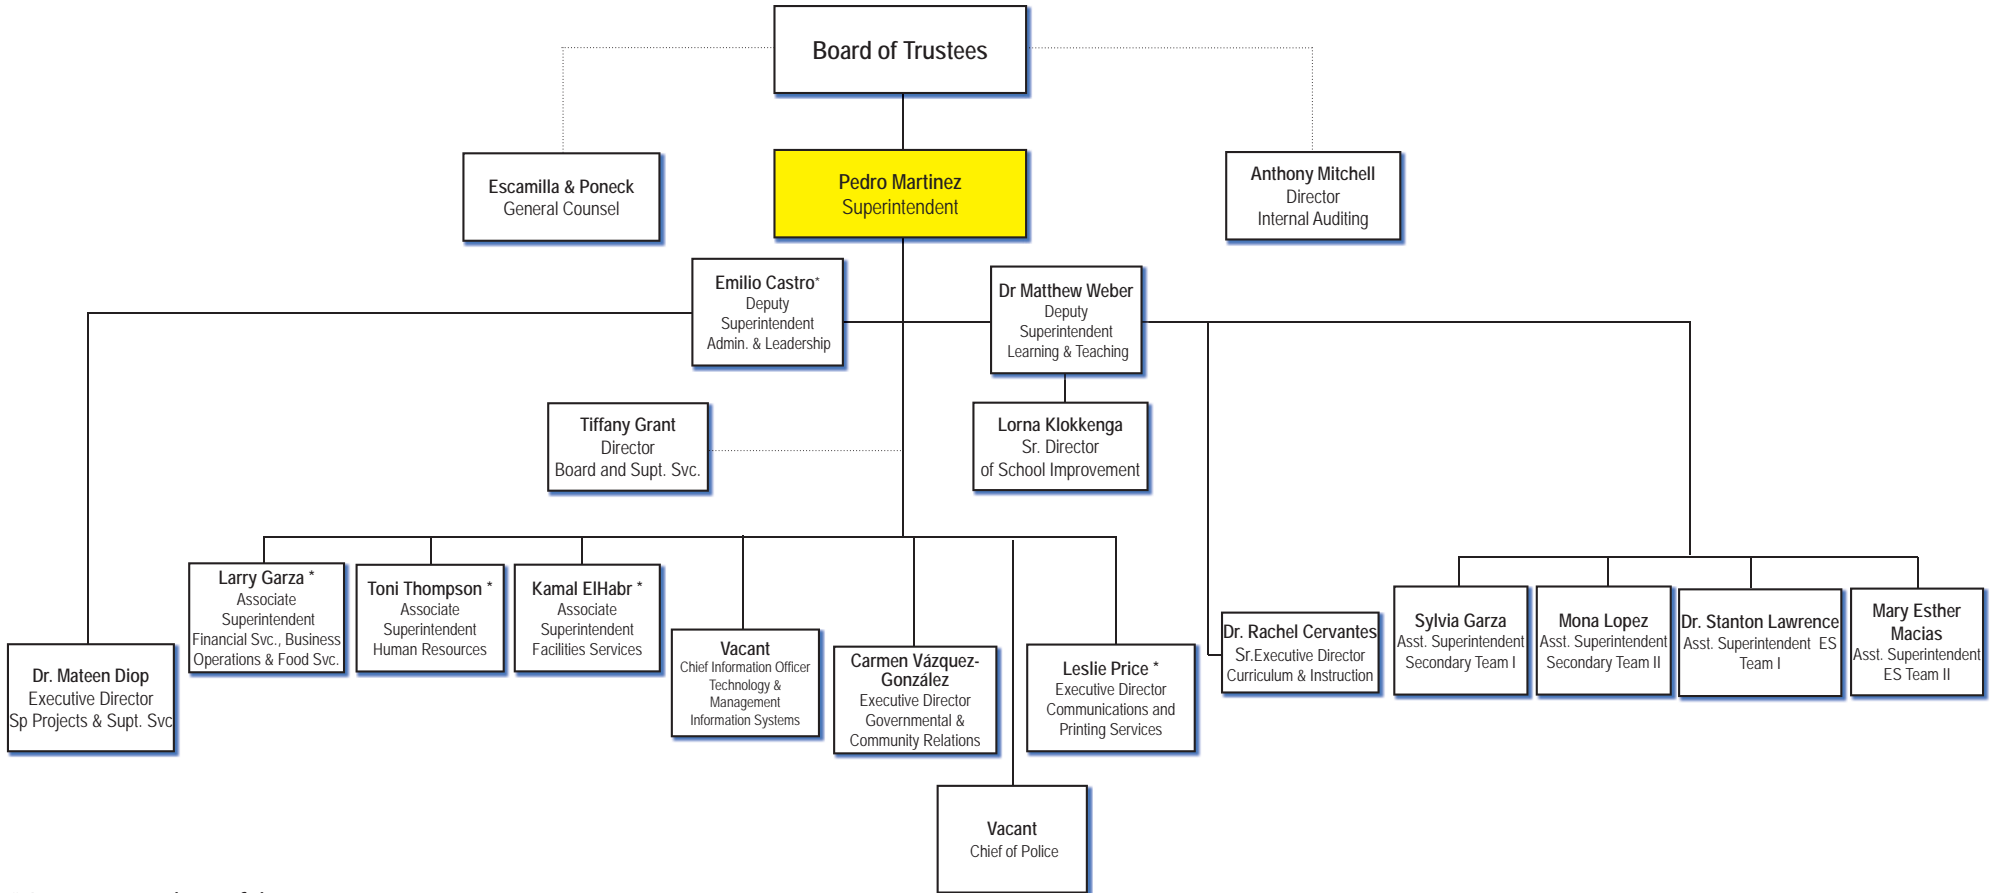 Board of Trustees
Escamilla & Poneck
General Counsel
Pedro Martinez
Superintendent
Anthony Mitchell
Director
Internal Auditing
Emilio Castro*
Deputy
Superintendent
Admin. & Leadership
Dr Matthew Weber
Deputy
Superintendent
Learning & Teaching
Tiffany Grant
Director
Board and Supt. Svc.
Lorna Klokkenga
Sr. Director
of School Improvement
Dr. Mateen Diop
Executive Director
Sp Projects & Supt. Svc
Larry Garza *
Associate
Superintendent
Financial Svc., Business
Operations & Food Svc.
Toni Thompson *
Associate
Superintendent
Human Resources
Kamal ElHabr *
Associate
Superintendent
Facilities Services
Vacant
Chief Information Officer
Technology &
Management
Information Systems
Carmen Vázquez-
González
Executive Director
Governmental &
Community Relations
Leslie Price *
Executive Director
Communications and
Printing Services
Dr. Rachel Cervantes
Sr.Executive Director
Curriculum & Instruction
Sylvia Garza
Asst. Superintendent
Secondary Team I
Mona Lopez
Asst. Superintendent
Secondary Team II
Dr. Stanton Lawrence
Asst. Superintendent ES
Team I
Mary Esther
Macias
Asst. Superintendent
ES Team II
Vacant
Chief of Police